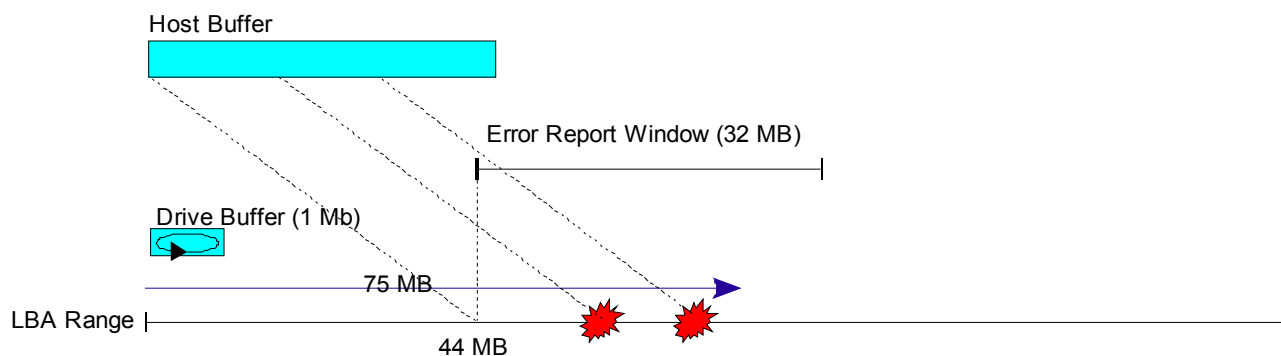 Host Buffer
Error Report Window (32 MB)
Drive Buffer (1 Mb)
75 MB
LBA Range
44 MB